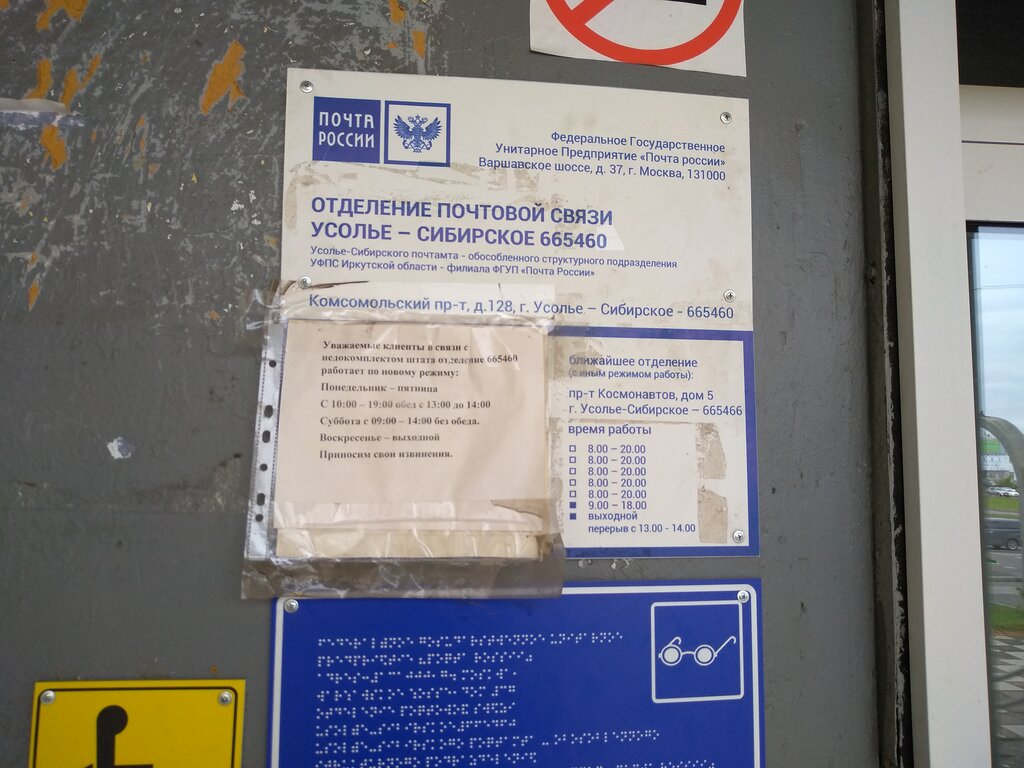 ПОЧТА
РОССИИ
Федеральное Государственное
Унитарное Предприятие «Почта россии»
Варшавское шоссе, д. 37, г. Москва, 131000
ОТДЕЛЕНИЕ ПОЧТОВОЙ СВЯЗИ
УСОЛЬЕ – СИБИРСКОЕ 665460
Усолье-Сибирского почтамта - обособленного структурного подразделения
УФПС Иркутской области - филиала ФГУП «Почта России»
Комсомольский пр-т, д.128, г. Усолье – Сибирское - 665460
Уважаемые клиенты в связи с
недокомплектом штата отделение 665460
работает по новому режиму:
Понедельник – пятница
С 10:00 – 19:00 обед с 13:00 до 14:00
Суббота с 09:00 – 14:00 без обеда.
Воскресенье – выходной
Приносим свои извинения.
ближайшее отделение
(с иным режимом работы):
пр-т Космонавтов, дом 5
г. Усолье-Сибирское – 665466
время работы
8.00 – 20.00
8.00 – 20.00
8.00 – 20.00
8.00 – 20.00
8.00 – 20.00
9.00 – 18.00
выходной
перерыв с 13.00 - 14.00